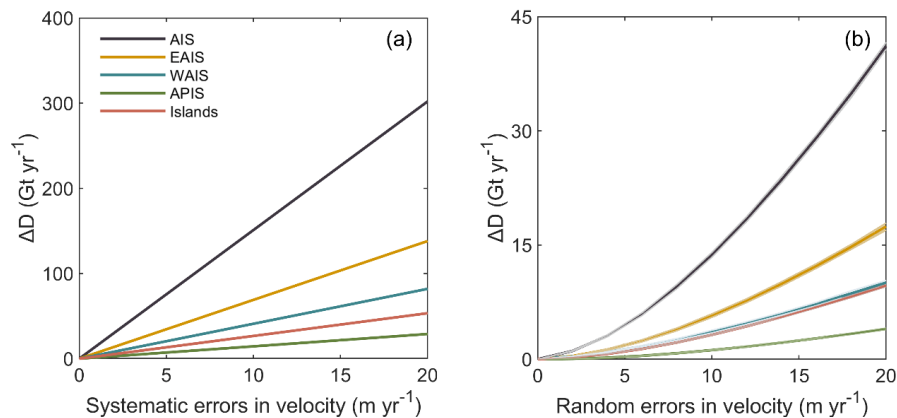 (a)
AIS
EAIS
WAIS
APIS
Islands
400
300
200
100
0
ΔD (Gt yr⁻¹)
0 5 10 15 20
Systematic errors in velocity (m yr⁻¹)
(b)
45
30
15
0
ΔD (Gt yr⁻¹)
0 5 10 15 20
Random errors in velocity (m yr⁻¹)